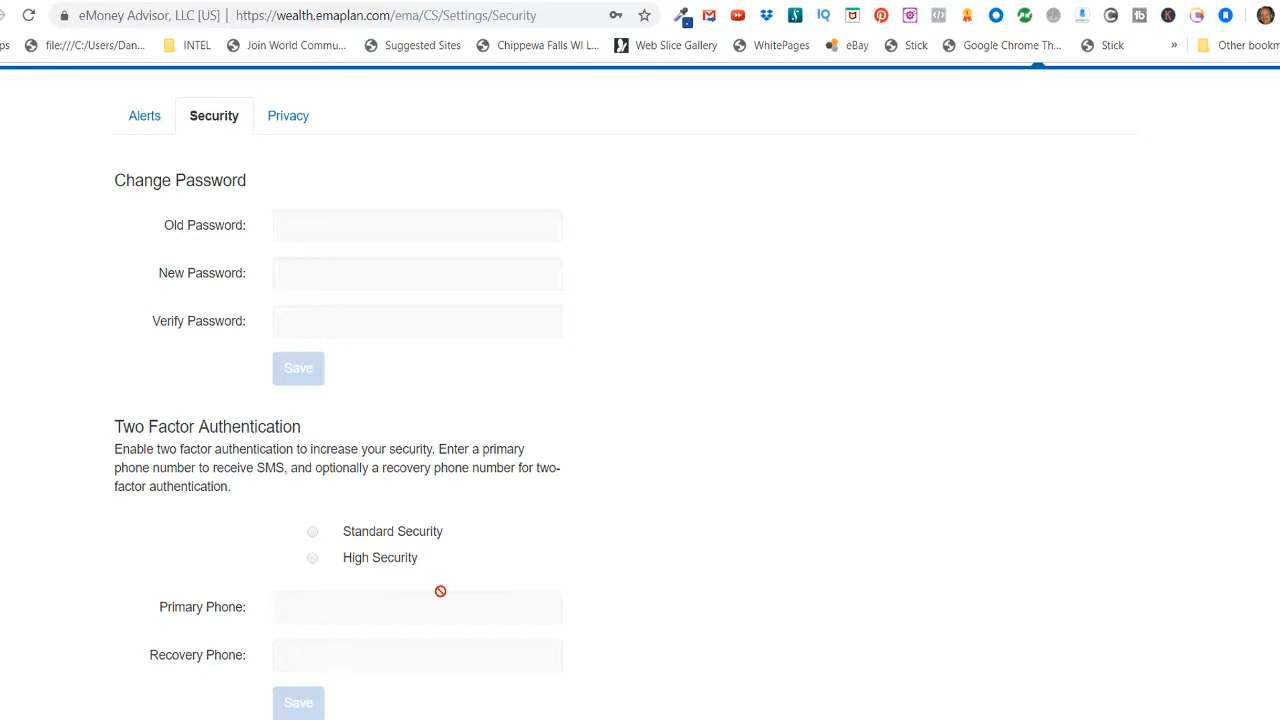 eMoney Advisor, LLC [US] | https://wealth.emaplan.com/ema/CS/Settings/Security
ps file:///C:/Users/Dan... INTEL Join World Commu... Suggested Sites Chippewa Falls WI L... Web Slice Gallery WhitePages eBay Stick Google Chrome Th... Stick » Other bookm
Alerts Security Privacy
Change Password
Old Password:
New Password:
Verify Password:
Save
Two Factor Authentication
Enable two factor authentication to increase your security. Enter a primary
phone number to receive SMS, and optionally a recovery phone number for two-
factor authentication.
Standard Security
High Security
Primary Phone:
Recovery Phone:
Save